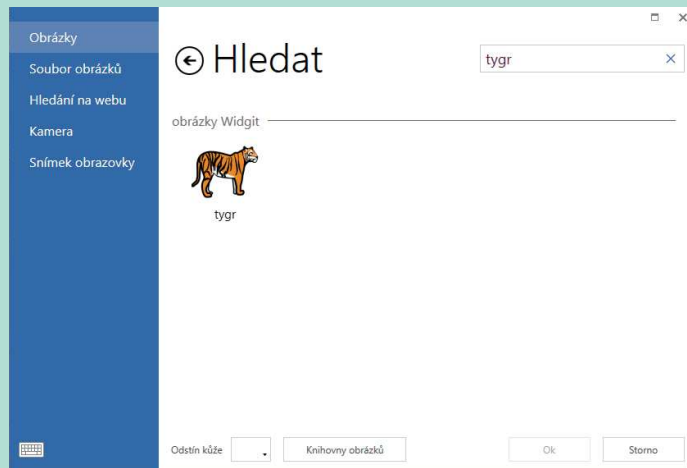 Obrázky
Soubor obrázků
Hledání na webu
Kamera
Snímek obrazovky
Hledat
tygr
obrázky Widgit
tygr
Odstín kůže
Knihovny obrázků
Ok
Storno